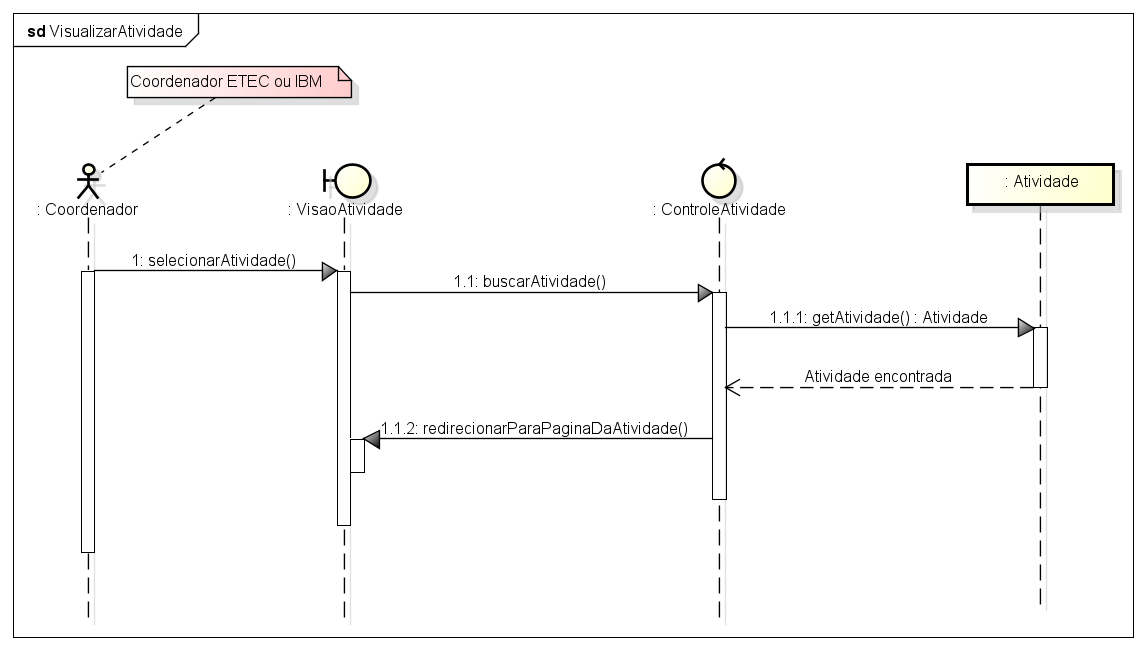 sd VisualizarAtividade
Coordenador ETEC ou IBM
: Coordenador
: VisaoAtividade
: ControleAtividade
: Atividade
1: selecionarAtividade()
1.1: buscarAtividade()
1.1.1: getAtividade() : Atividade
Atividade encontrada
1.1.2: redirecionarParaPaginaDaAtividade()